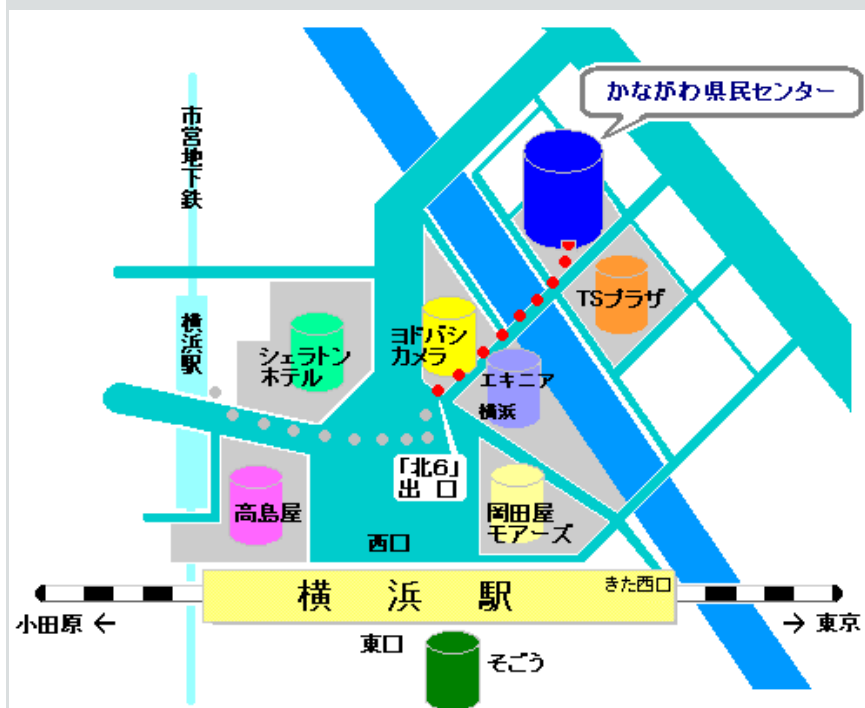 かながわ県民センター
市営地下鉄
横浜駅
TSプラザ
ヨドバシ
カメラ
シェラトン
ホテル
エキニア
横浜
「北6」
出口
高島屋
岡田屋
モアーズ
西口
横浜駅
きた西口
小田原 ←
→ 東京
東口
そごう